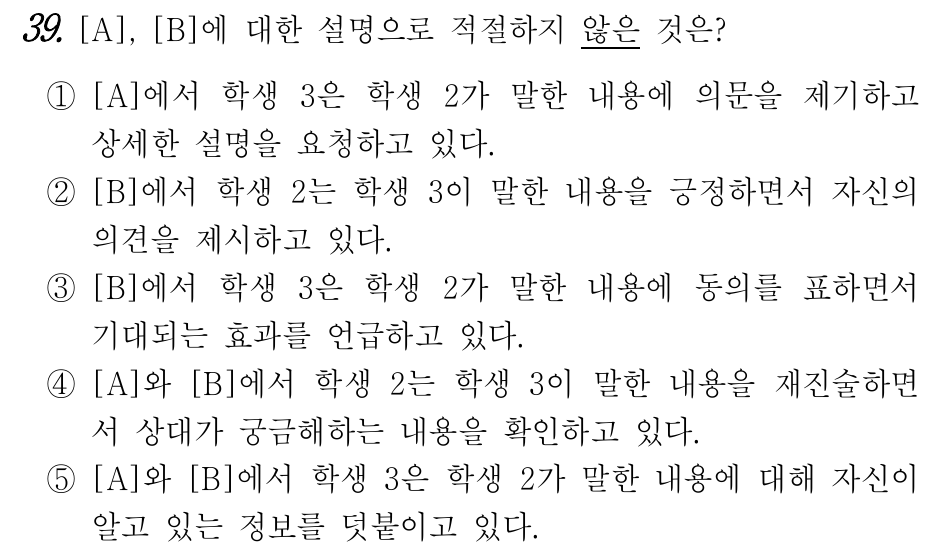 39. [A], [B]에 대한 설명으로 적절하지 않은 것은?
① [A]에서 학생 3은 학생 2가 말한 내용에 의문을 제기하고
상세한 설명을 요청하고 있다.
② [B]에서 학생 2는 학생 3이 말한 내용을 긍정하면서 자신의
의견을 제시하고 있다.
③ [B]에서 학생 3은 학생 2가 말한 내용에 동의를 표하면서
기대되는 효과를 언급하고 있다.
④ [A]와 [B]에서 학생 2는 학생 3이 말한 내용을 재진술하면
서 상대가 궁금해하는 내용을 확인하고 있다.
⑤ [A]와 [B]에서 학생 3은 학생 2가 말한 내용에 대해 자신이
알고 있는 정보를 덧붙이고 있다.